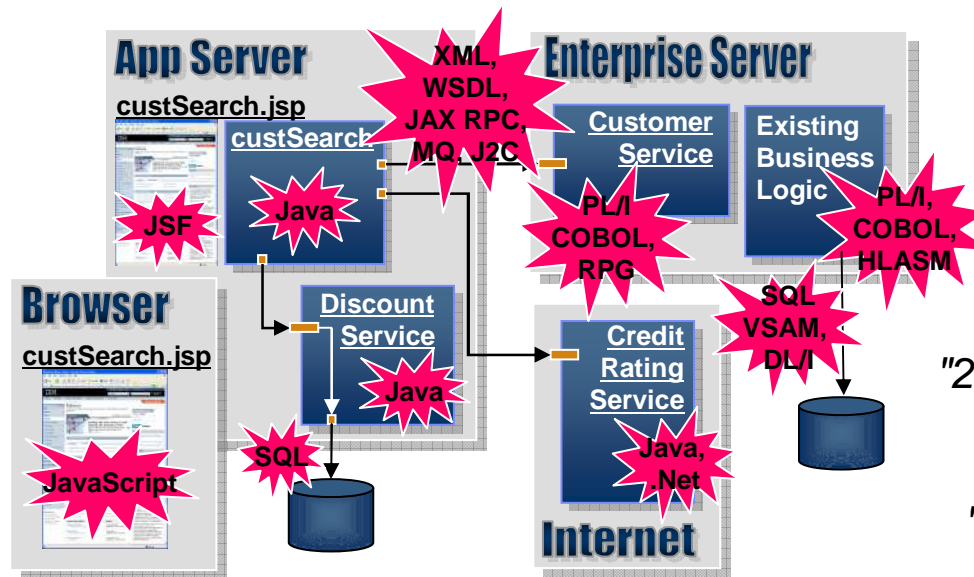 App Server
custSearch.jsp
custSearch
JSF
Java
XML,
WSDL,
JAX RPC,
MQ, J2C
Enterprise Server
Customer
Service
Existing
Business
Logic
PL/I
COBOL,
RPG
PL/I,
COBOL,
HLASM
SQL
VSAM,
DL/I
Browser
custSearch.jsp
JavaScript
Discount
Service
Java
SQL
Credit
Rating
Service
Java,
.Net
Internet
"2
"